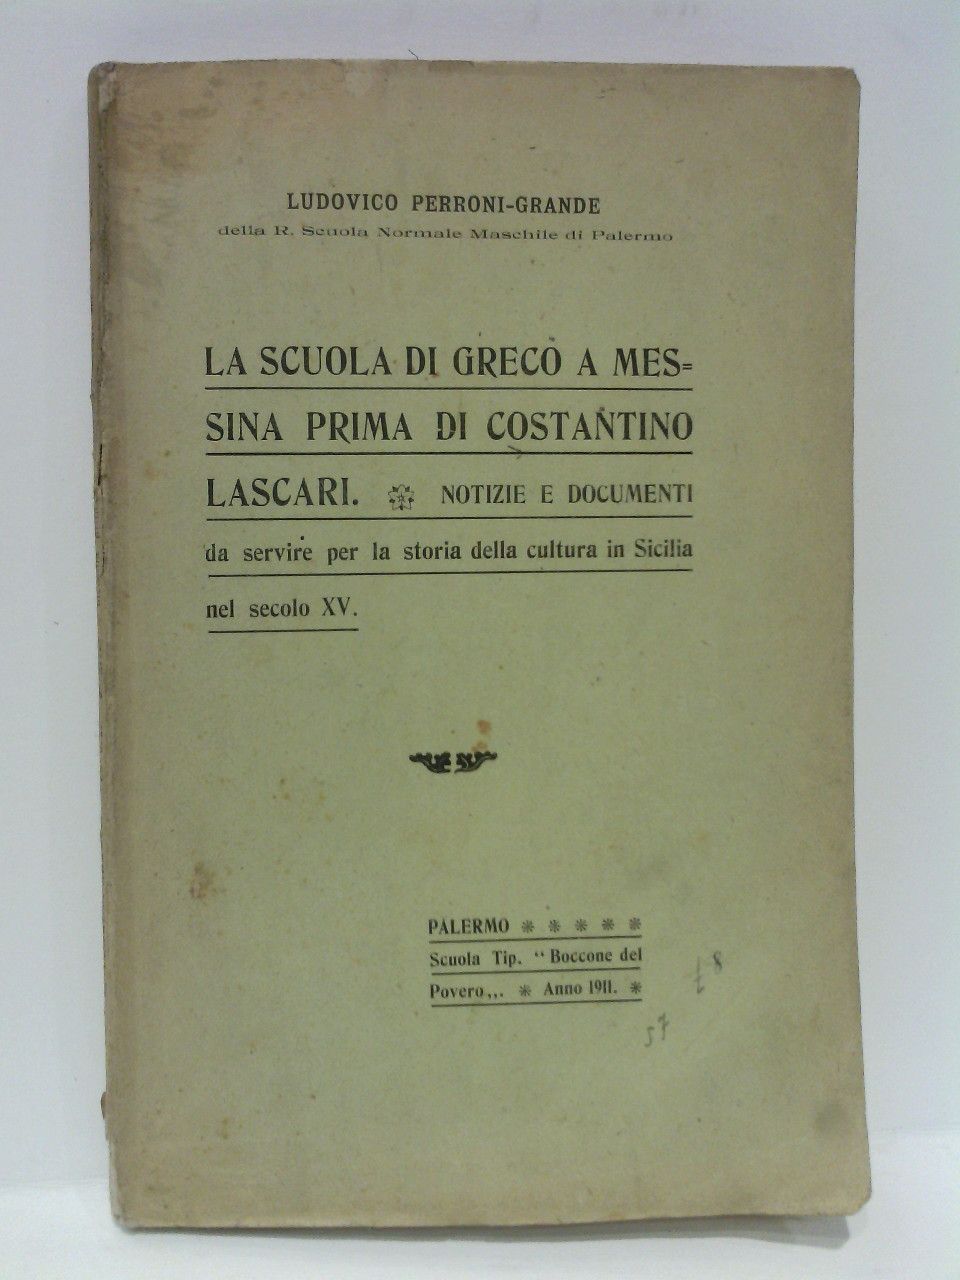 LUDOVICO PERRONI-GRANDE
della R. Scuola Normale Maschile di Palermo
LA SCUOLA DI GRECO A MES=
SINA PRIMA DI COSTANTINO
LASCARI. NOTIZIE E DOCUMENTI
da servire per la storia della cultura in Sicilia
nel secolo XV.
PALERMO * * * * *
Scuola Tip. “ Boccone del
Povero „. * Anno 1911. *